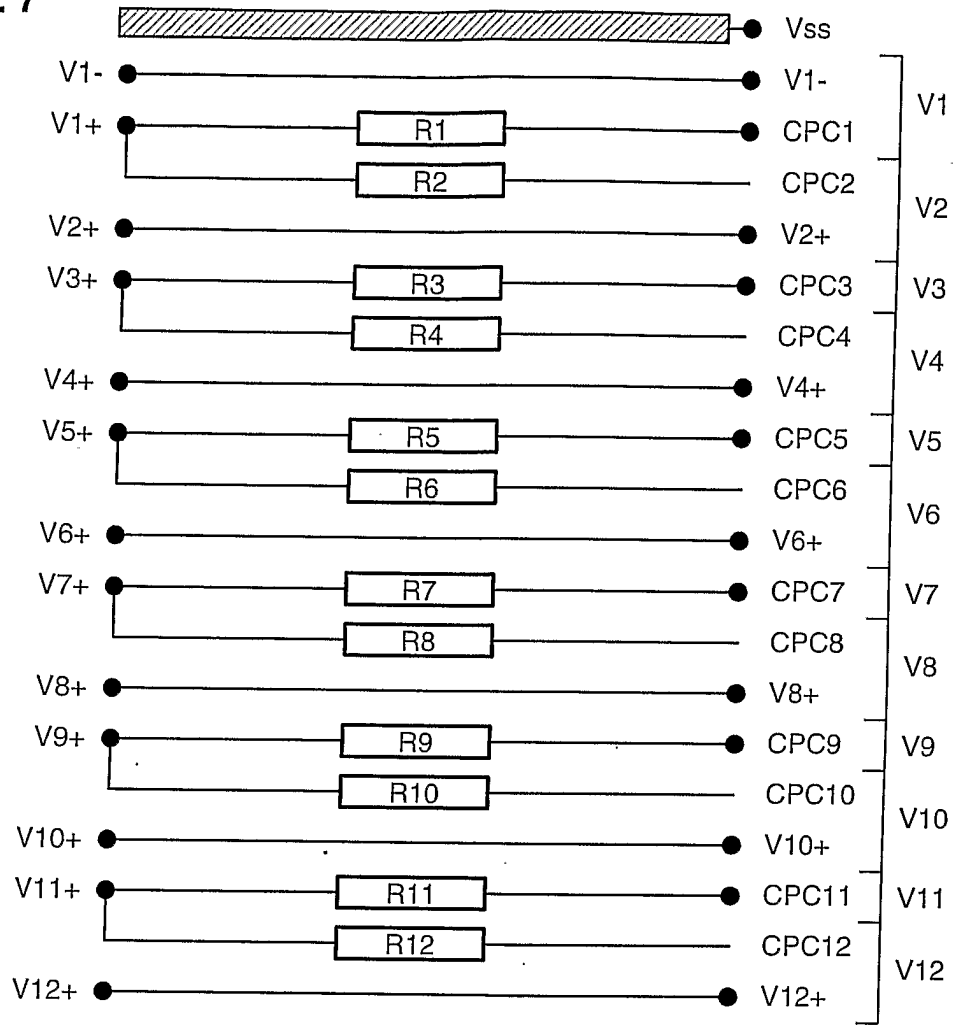 . 7
Vss
V1- V1-
V1
V1+ R1 CPC1
R2 CPC2
V2
V2+ V2+
V3+ R3 CPC3 V3
R4 CPC4
V4
V4+ V4+
V5+ R5 CPC5 V5
R6 CPC6
V6
V6+ V6+
V7+ R7 CPC7 V7
R8 CPC8
V8
V8+ V8+
V9+ R9 CPC9 V9
R10 CPC10
V10
V10+ V10+
V11+ R11 CPC11 V11
R12 CPC12
V12
V12+ V12+